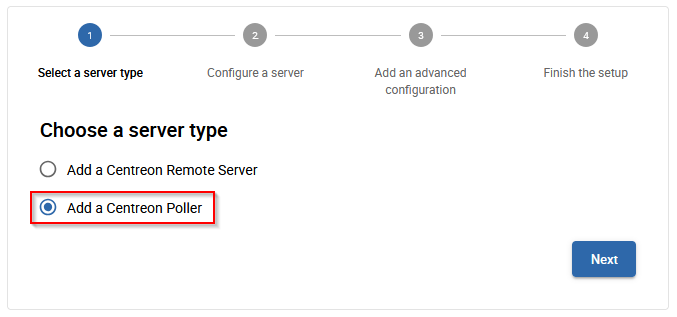 1
2
3
4
Select a server type
Configure a server
Add an advanced
configuration
Finish the setup
Choose a server type
Add a Centreon Remote Server
Add a Centreon Poller
Next